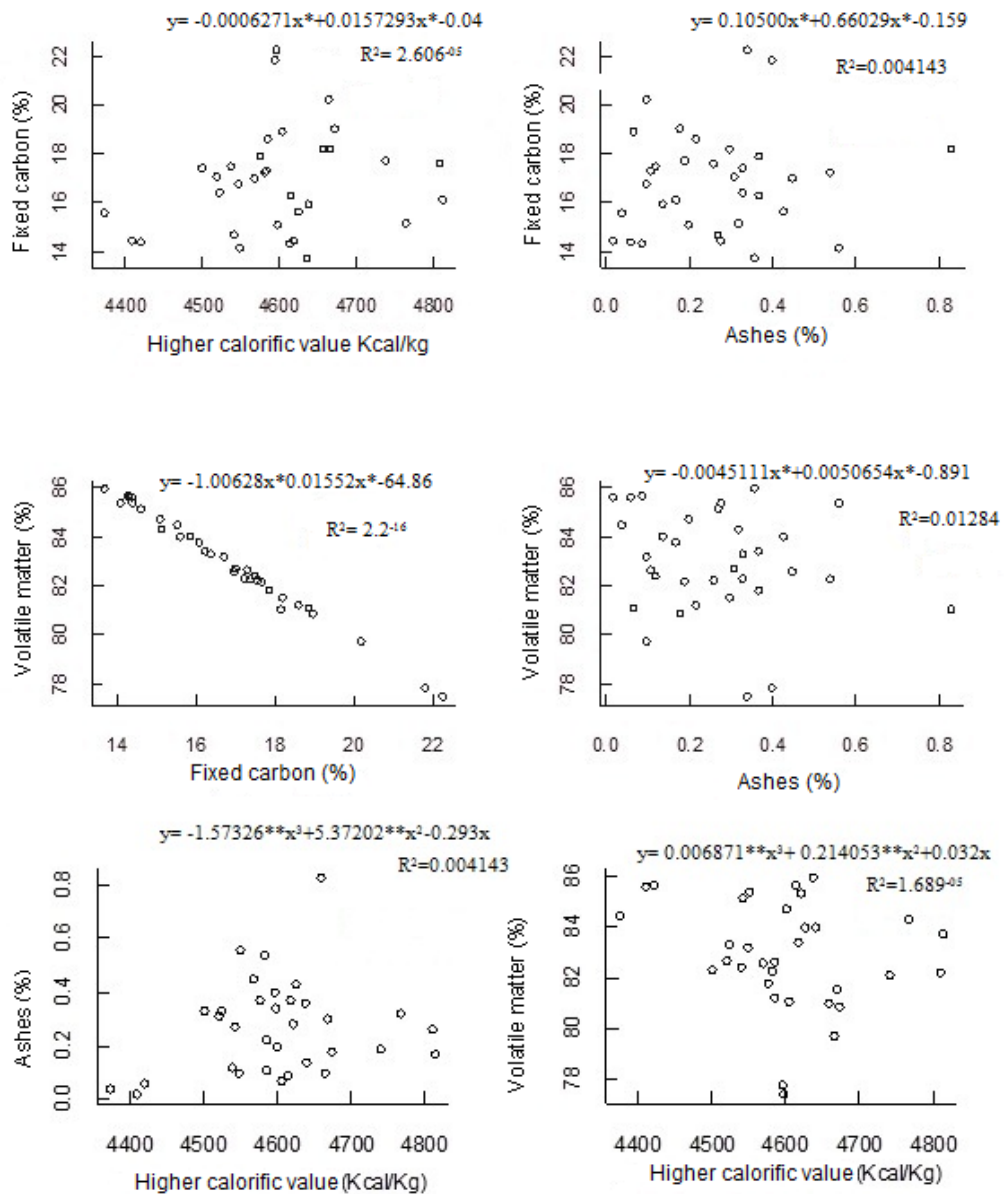 y= -0.0006271x*+0.0157293x*-0.04
R²= 2.606⁻⁰⁵
Fixed carbon (%)
22
20
18
16
14
4400 4500 4600 4700 4800
Higher calorific value Kcal/kg
y= 0.10500x*+0.66029x*-0.159
R²=0.004143
Fixed carbon (%)
22
20
18
16
14
0.0 0.2 0.4 0.6 0.8
Ashes (%)
y= -1.00628x*0.01552x*-64.86
R²= 2.2⁻¹⁶
Volatile matter (%)
86
84
82
80
78
14 16 18 20 22
Fixed carbon (%)
y= -0.0045111x*+0.0050654x*-0.891
R²=0.01284
Volatile matter (%)
86
84
82
80
78
0.0 0.2 0.4 0.6 0.8
Ashes (%)
y= -1.57326**x³+5.37202**x²-0.293x
R²=0.004143
Ashes (%)
0.8
0.6
0.4
0.2
0.0
4400 4500 4600 4700 4800
Higher calorific value(Kcal/Kg)
y= 0.006871**x³+ 0.214053**x²+0.032x
R²=1.689⁻⁰⁵
Volatile matter (%)
86
84
82
80
78
4400 4500 4600 4700 4800
Higher calorific value(Kcal/Kg)